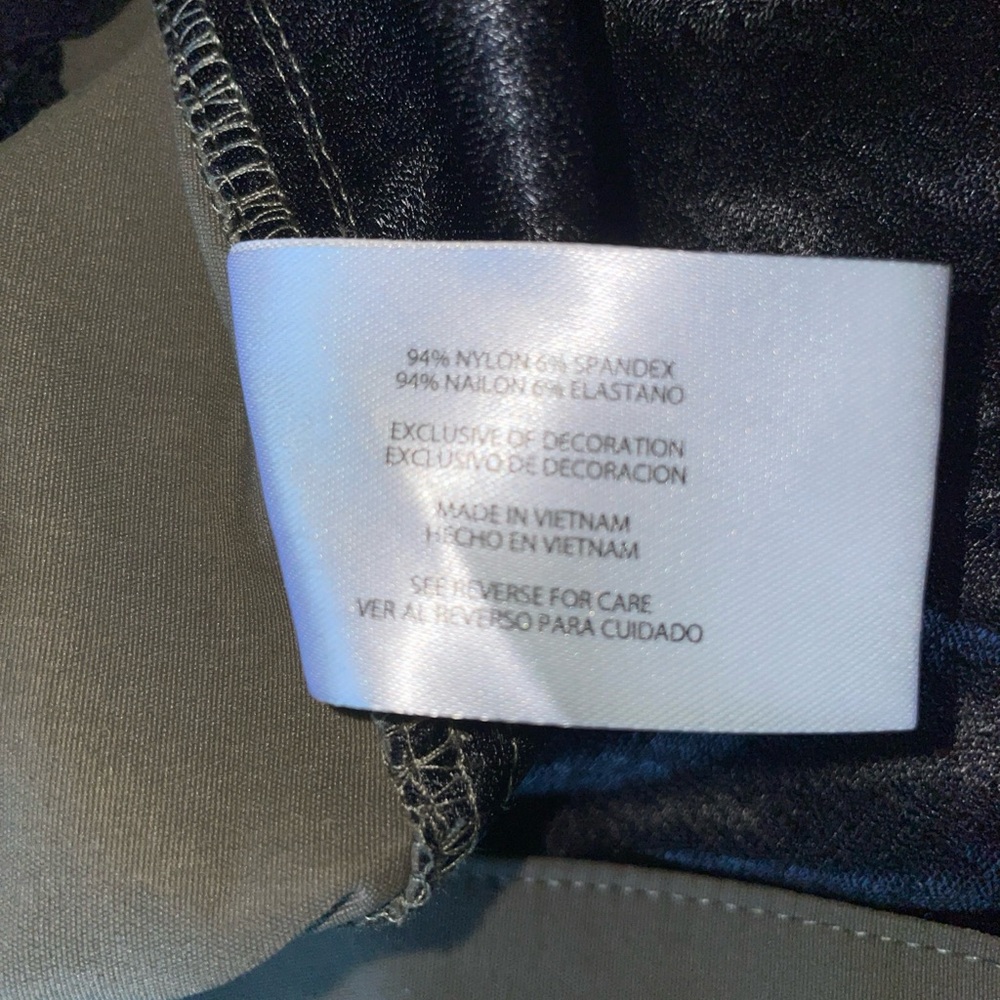 94% NYLON 6% SPANDEX
94% NAILON 6% ELASTANO
EXCLUSIVE OF DECORATION
EXCLUSIVO DE DECORACION
MADE IN VIETNAM
HECHO EN VIETNAM
SEE REVERSE FOR CARE
VER AL REVERSO PARA CUIDADO